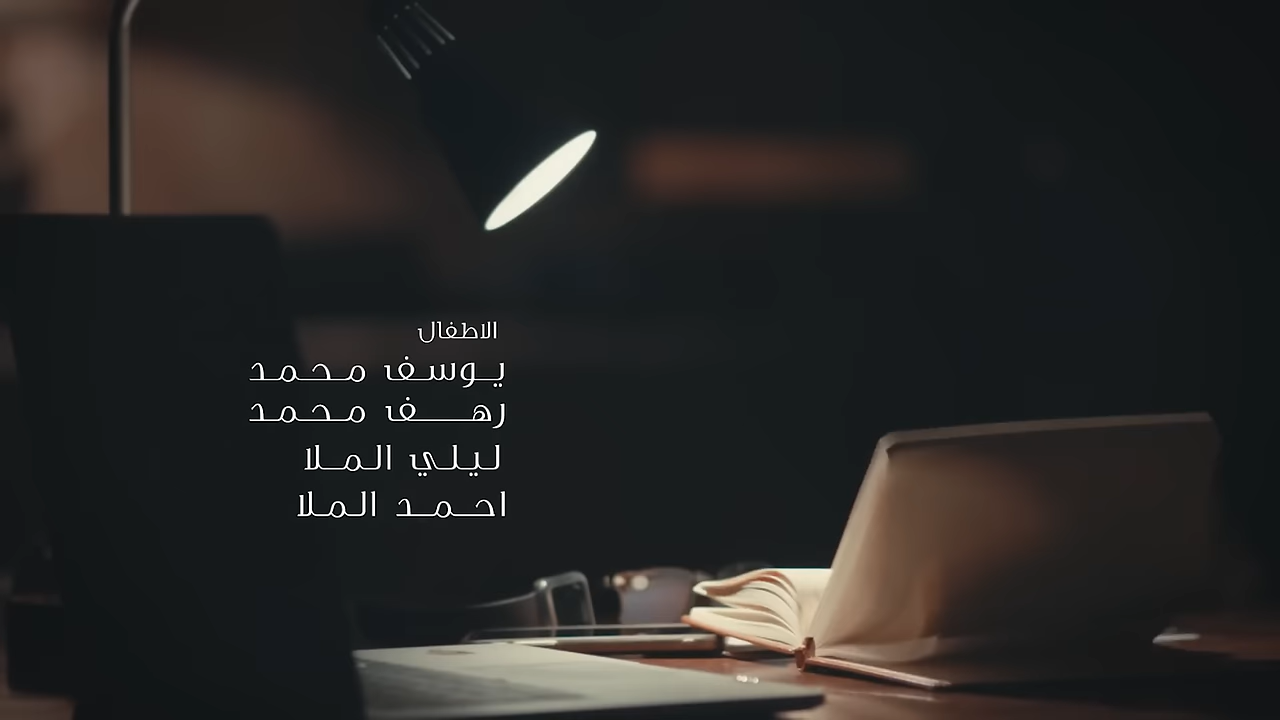 الاطفال
يوسف محمد
رهف محمد
ليلي الملا
احمد الملا